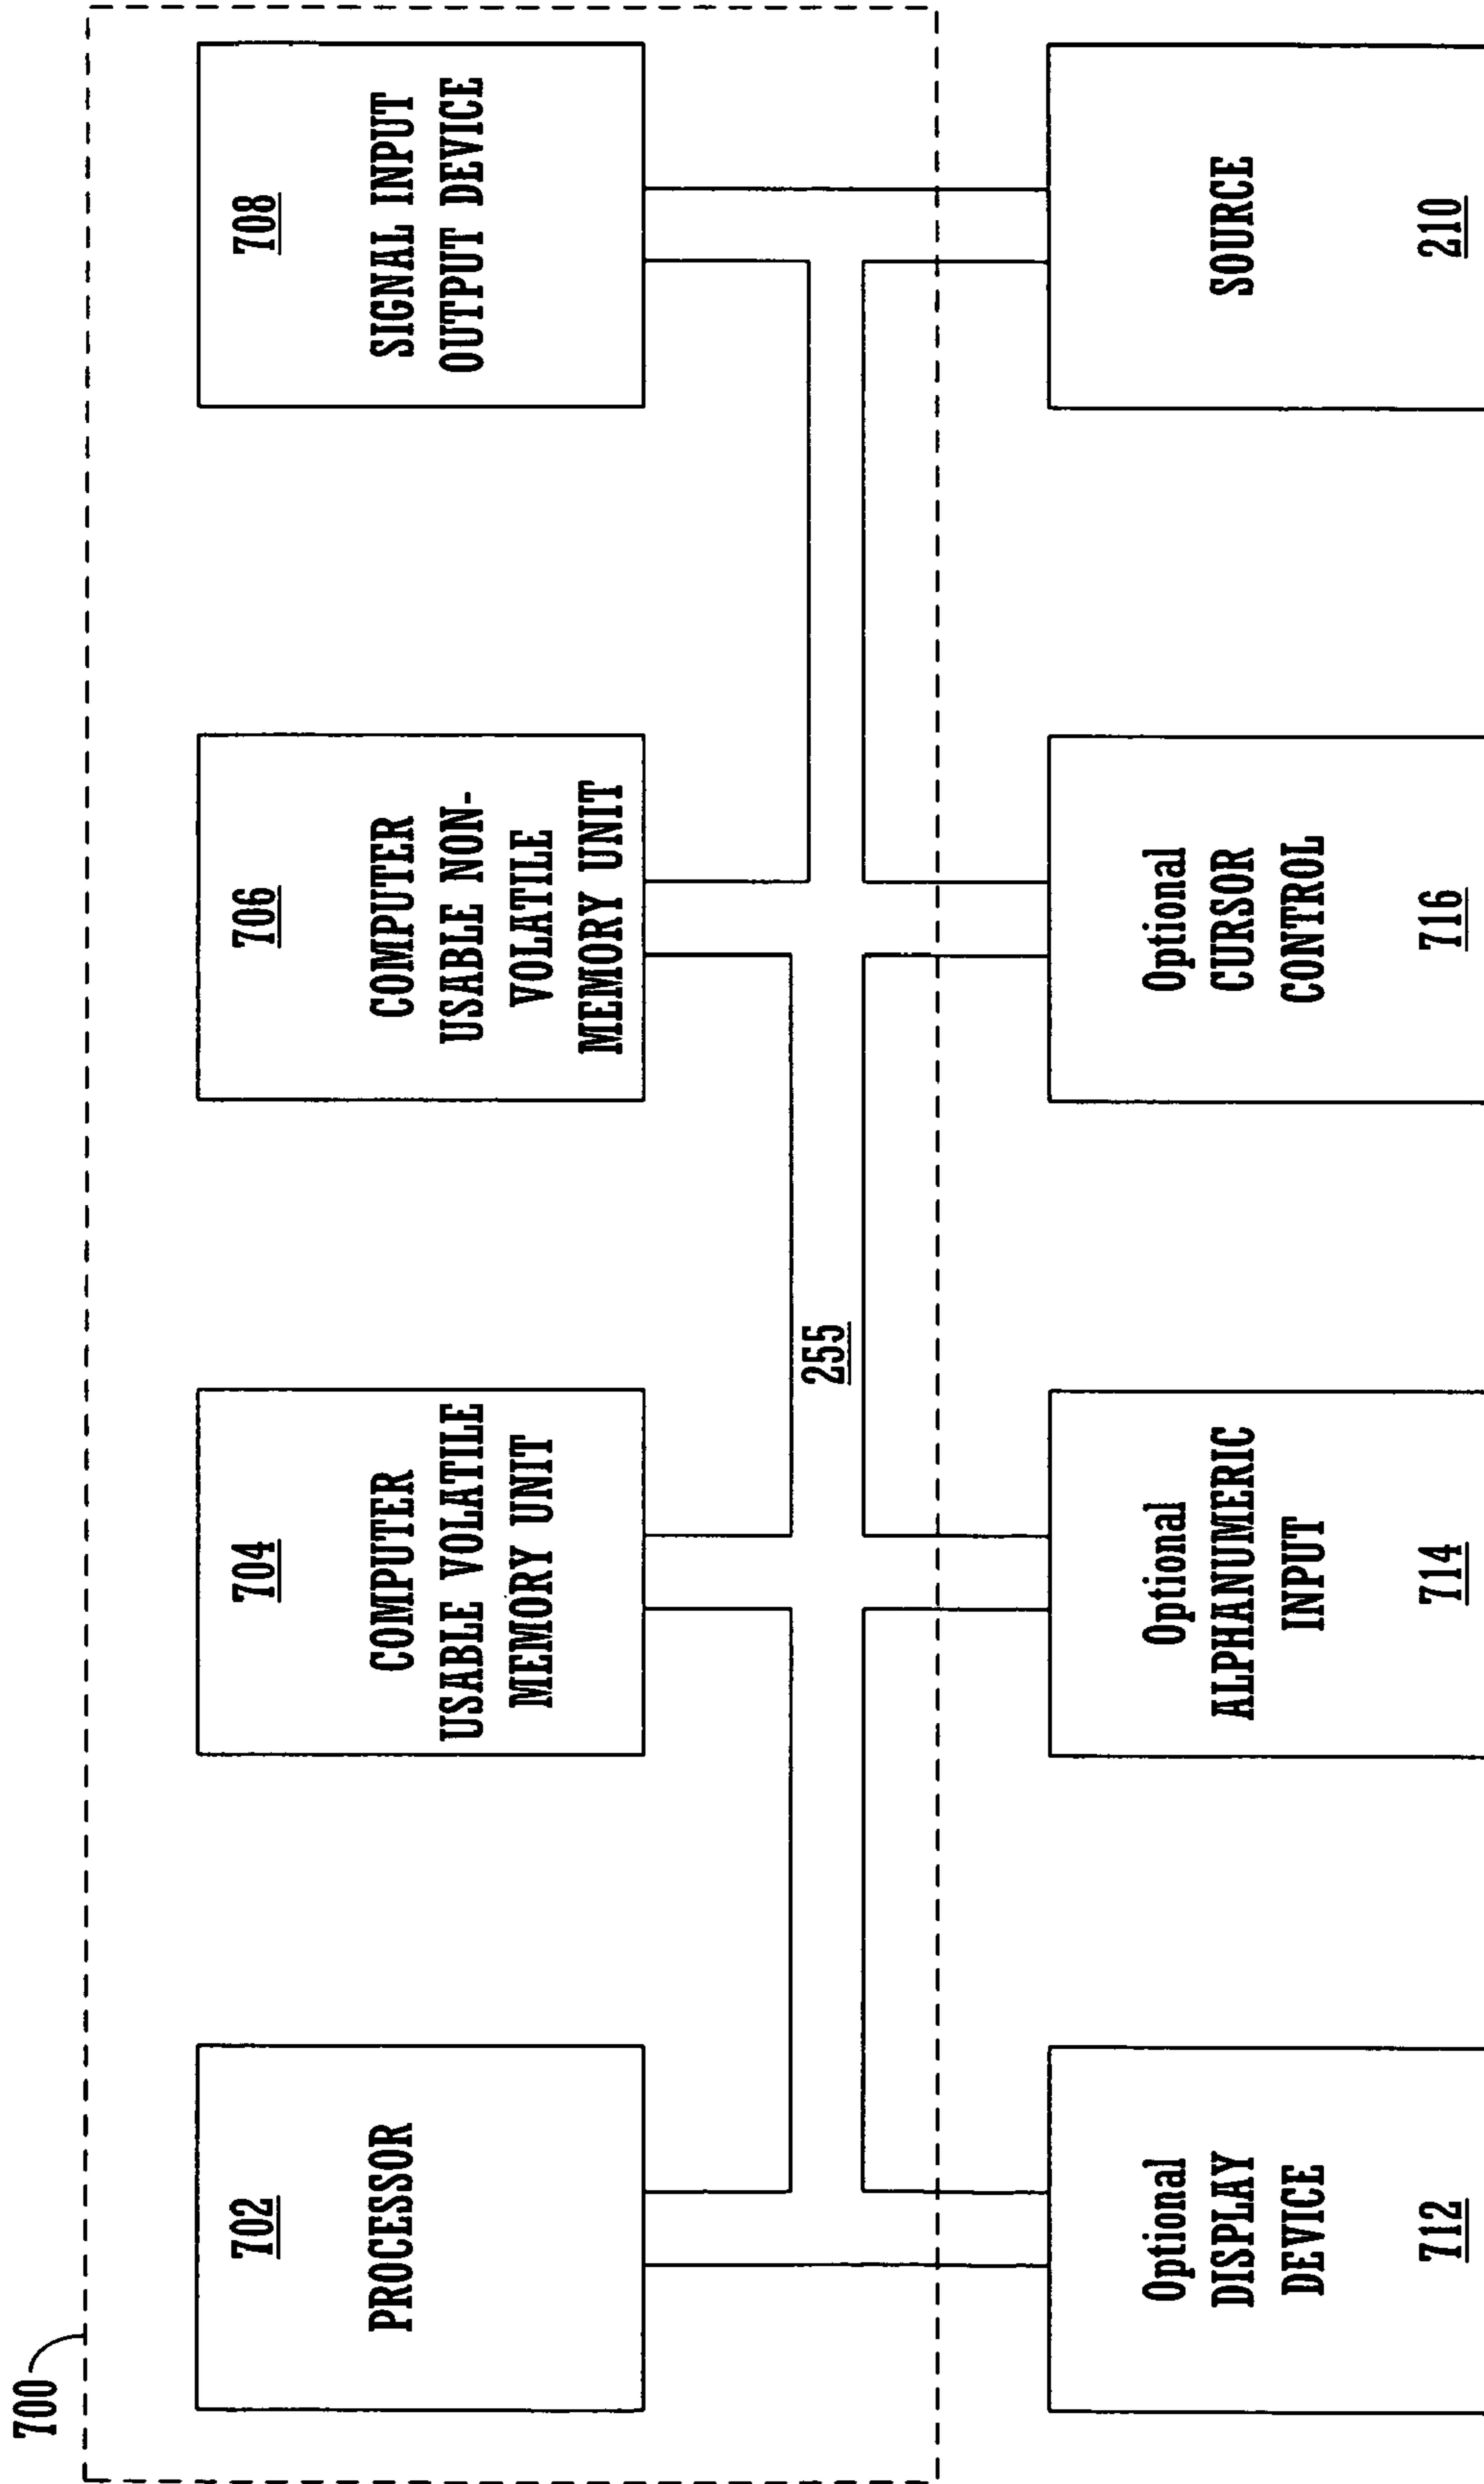 700
702
PROCESSOR
704
COMPUTER
USABLE VOLATILE
MEMORY UNIT
706
COMPUTER
USABLE NON-
VOLATILE
MEMORY UNIT
708
SIGNAL INPUT
OUTPUT DEVICE
255
Optional
DISPLAY
DEVICE
712
Optional
ALPHANUMERIC
INPUT
714
Optional
CURSOR
CONTROL
716
SOURCE
210